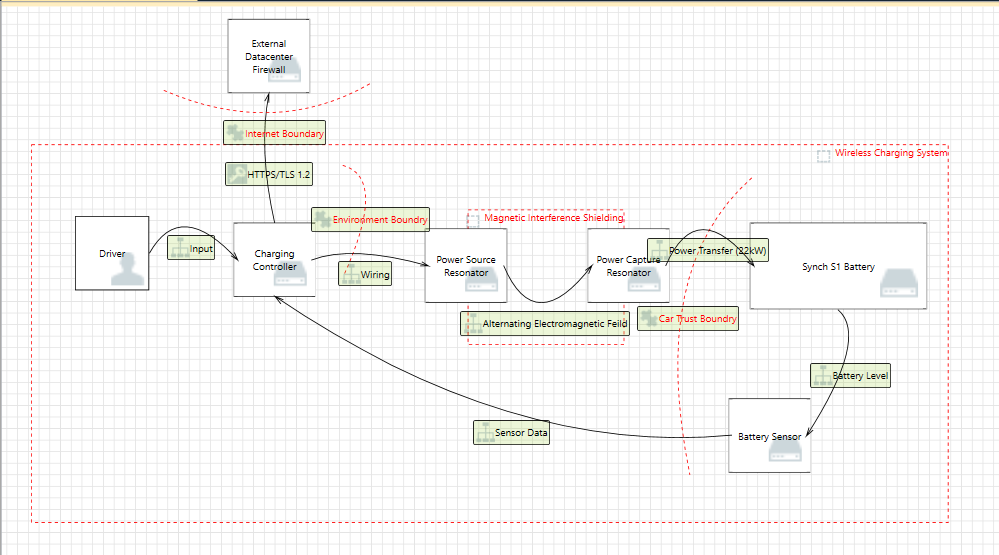 External
Datacenter
Firewall
Internet Boundary
Wireless Charging System
HTTPS/TLS 1.2
Environment Boundry
Magnetic Interference Shielding
Driver
Input
Charging
Controller
Wiring
Power Source
Resonator
Power Capture
Resonator
Power Transfer (22kW)
Synch S1 Battery
Alternating Electromagnetic Feild
Car Trust Boundry
Battery Level
Sensor Data
Battery Sensor